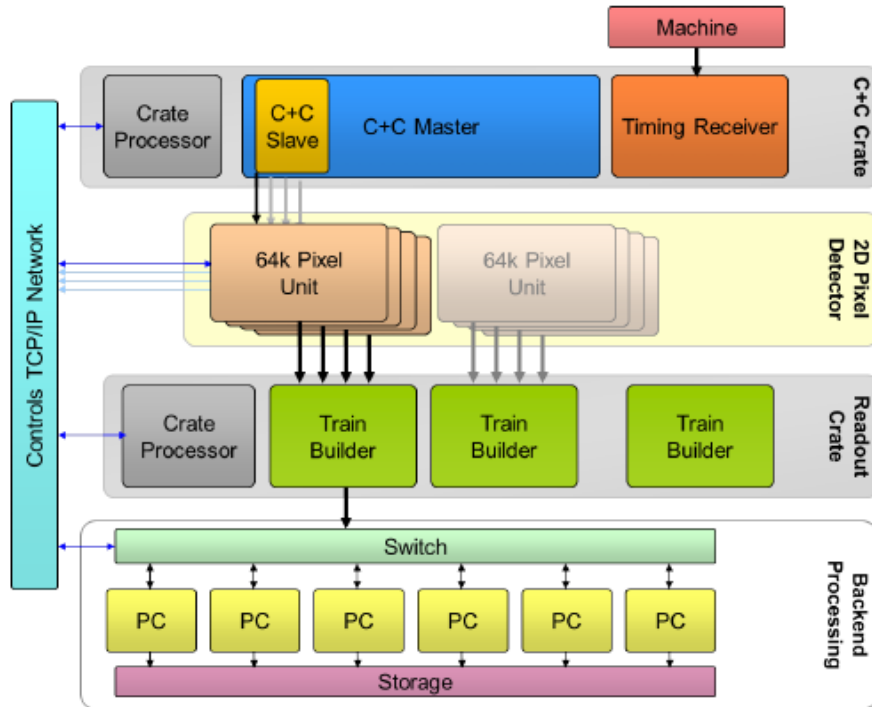 Machine
Crate
Processor
C+C
Slave
C+C Master
Timing Receiver
C+C Crate
Controls TCP/IP Network
64k Pixel
Unit
64k Pixel
Unit
2D Pixel
Detector
Crate
Processor
Train
Builder
Train
Builder
Train
Builder
Readout
Crate
Switch
PC
PC
PC
PC
PC
PC
Storage
Backend
Processing